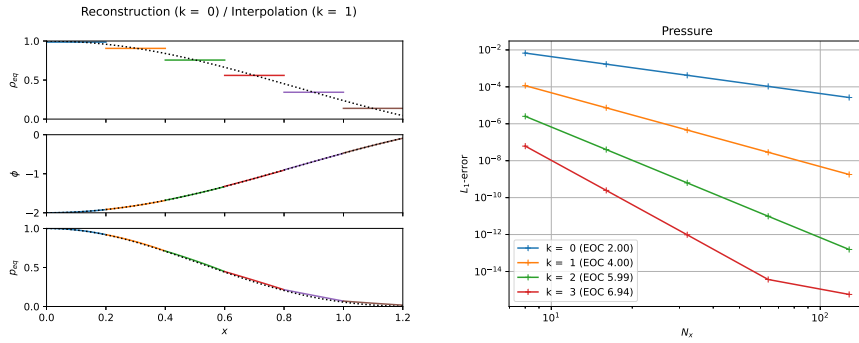 Reconstruction (k = 0) / Interpolation (k = 1)
1.0
0.5
0.0
ρeq
0
−1
−2
ϕ
1.0
0.5
0.0
p_eq
0.0 0.2 0.4 0.6 0.8 1.0 1.2
x
Pressure
10⁻²
10⁻⁴
10⁻⁶
10⁻⁸
10⁻¹⁰
10⁻¹²
10⁻¹⁴
L₁-error
k = 0 (EOC 2.00)
k = 1 (EOC 4.00)
k = 2 (EOC 5.99)
k = 3 (EOC 6.94)
10¹ 10²
Nₓ